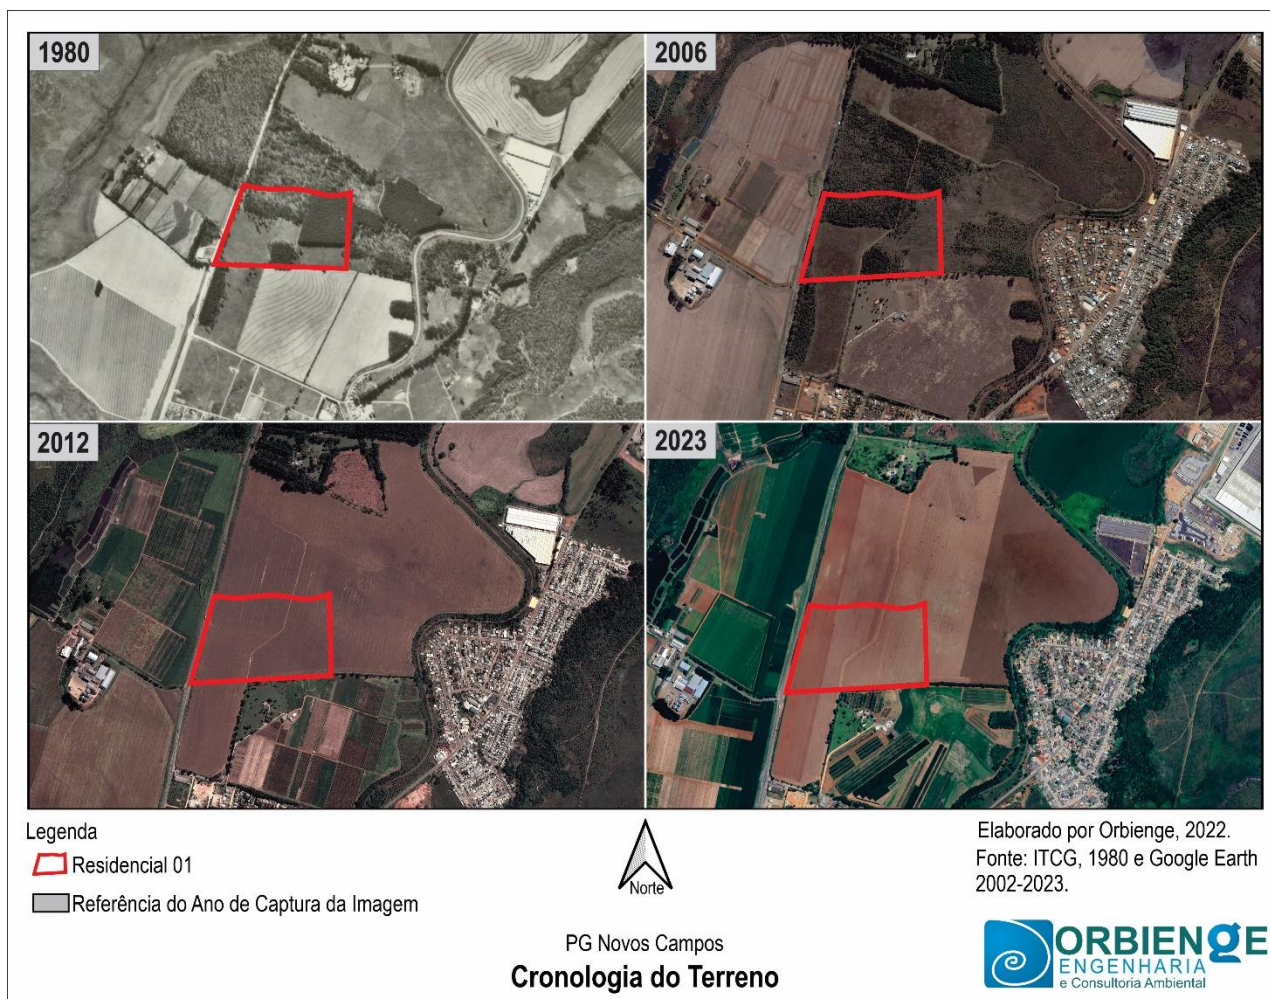 1980
2006
2012
2023
Legenda
Residencial 01
Referência do Ano de Captura da Imagem
Norte
PG Novos Campos
Cronologia do Terreno
Elaborado por Orbienge, 2022.
Fonte: ITCG, 1980 e Google Earth
2002-2023.
ORBIENGE
ENGENHARIA
e Consultoria Ambiental